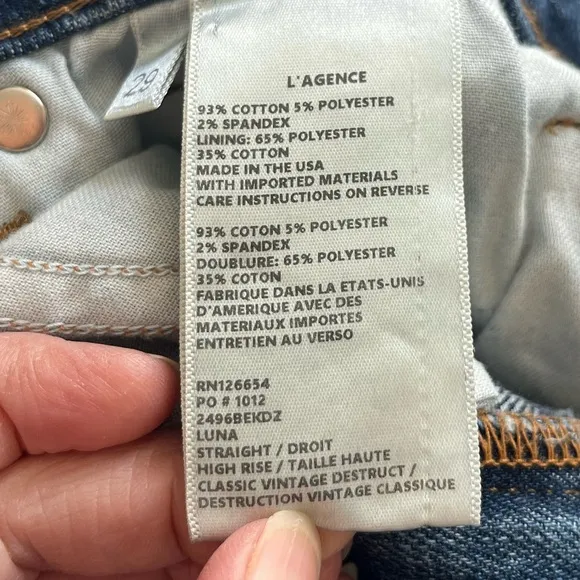 29
L'AGENCE
93% COTTON 5% POLYESTER
2% SPANDEX
LINING: 65% POLYESTER
35% COTTON
MADE IN THE USA
WITH IMPORTED MATERIALS
CARE INSTRUCTIONS ON REVERSE
93% COTON 5% POLYESTER
2% SPANDEX
DOUBLURE: 65% POLYESTER
35% COTON
FABRIQUE DANS LA ETATS-UNIS
D'AMERIQUE AVEC DES
MATERIAUX IMPORTES
ENTRETIEN AU VERSO
RN126654
PO # 1012
2496BEKDZ
LUNA
STRAIGHT / DROIT
HIGH RISE / TAILLE HAUTE
CLASSIC VINTAGE DESTRUCT /
DESTRUCTION VINTAGE CLASSIQUE